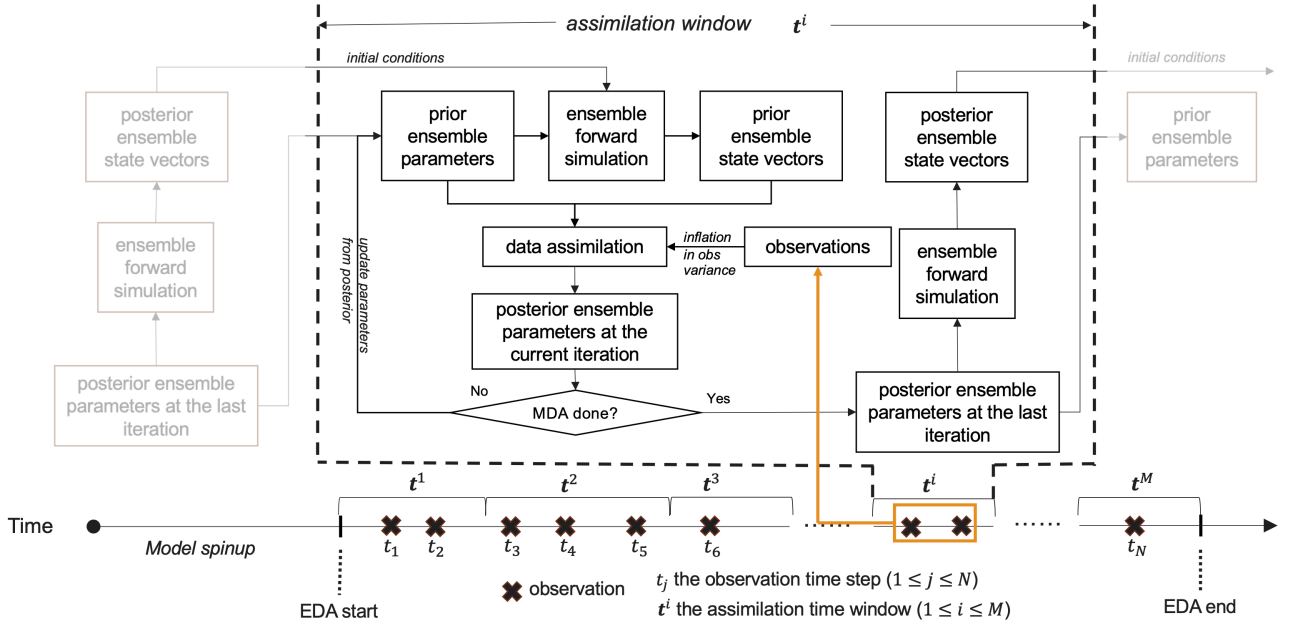 assimilation window t^i
initial conditions
initial conditions
posterior
ensemble
state vectors
prior
ensemble
parameters
ensemble
forward
simulation
prior
ensemble
state vectors
posterior
ensemble
state vectors
prior
ensemble
parameters
ensemble
forward
simulation
update parameters
from posterior
data assimilation
inflation
in obs
variance
observations
ensemble
forward
simulation
posterior ensemble
parameters at the
current iteration
posterior ensemble
parameters at the last
iteration
No
MDA done?
Yes
posterior ensemble
parameters at the last
iteration
t^1
t^2
t^3
t^i
t^M
Time
Model spinup
t_1
t_2
t_3
t_4
t_5
t_6
t_N
observation
t_j the observation time step (1 ≤ j ≤ N)
t^i the assimilation time window (1 ≤ i ≤ M)
EDA start
EDA end